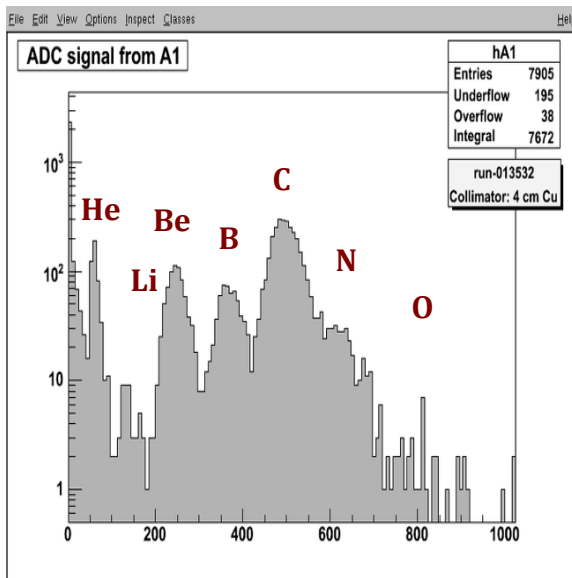 File Edit View Options Inspect Classes Hel
ADC signal from A1
hA1
Entries 7905
Underflow 195
Overflow 38
Integral 7672
run-013532
Collimator: 4 cm Cu
10³
10²
10
1
He
Li
Be
B
C
N
O
0 200 400 600 800 1000